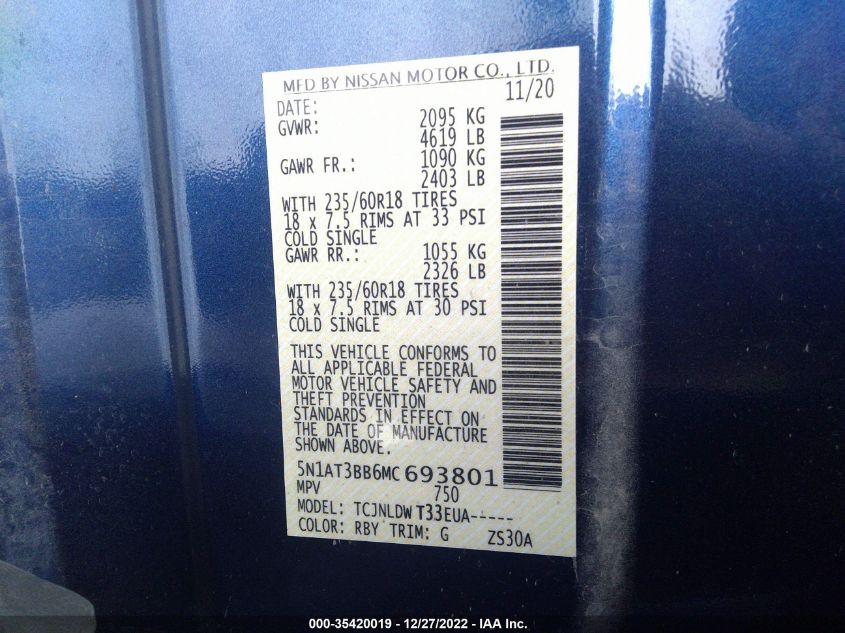 MFD BY NISSAN MOTOR CO., LTD.
DATE: 11/20
GVWR: 2095 KG
4619 LB
GAWR FR.: 1090 KG
2403 LB
WITH 235/60R18 TIRES
18 x 7.5 RIMS AT 33 PSI
COLD SINGLE
GAWR RR.: 1055 KG
2326 LB
WITH 235/60R18 TIRES
18 x 7.5 RIMS AT 30 PSI
COLD SINGLE
THIS VEHICLE CONFORMS TO
ALL APPLICABLE FEDERAL
MOTOR VEHICLE SAFETY AND
THEFT PREVENTION
STANDARDS IN EFFECT ON
THE DATE OF MANUFACTURE
SHOWN ABOVE.
5N1AT3BB6MC693801
MPV 750
MODEL: TCJNLDWT33EUA-----
COLOR: RBY TRIM: G ZS30A
000-35420019 - 12/27/2022 - IAA Inc.